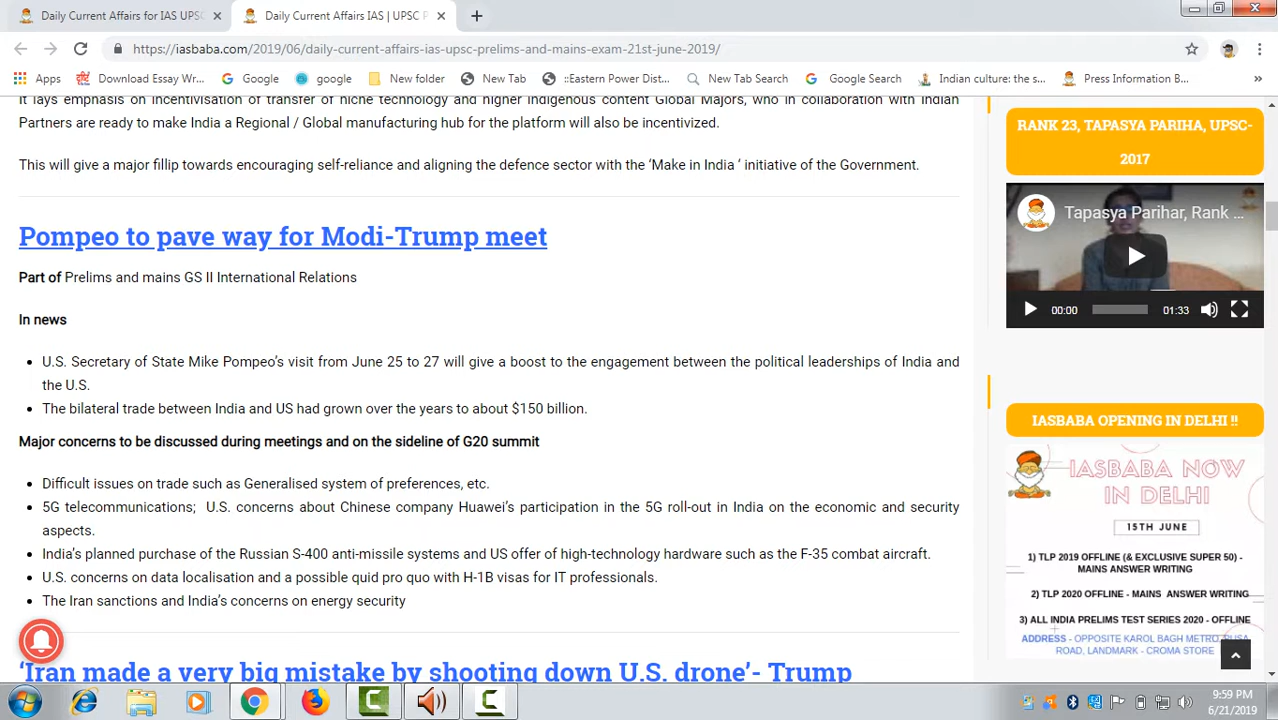 Daily Current Affairs for IAS UPSC
Daily Current Affairs IAS | UPSC P
https://iasbaba.com/2019/06/daily-current-affairs-ias-upsc-prelims-and-mains-exam-21st-june-2019/
Apps
Download Essay Wr...
Google
google
New folder
New Tab
::Eastern Power Dist...
New Tab Search
Google Search
Indian culture: the s...
Press Information B...
»
It lays emphasis on incentivisation of transfer of niche technology and higher indigenous content Global Majors, who in collaboration with Indian
Partners are ready to make India a Regional / Global manufacturing hub for the platform will also be incentivized.
This will give a major fillip towards encouraging self-reliance and aligning the defence sector with the ‘Make in India ‘ initiative of the Government.
Pompeo to pave way for Modi-Trump meet
Part of Prelims and mains GS II International Relations
In news
• U.S. Secretary of State Mike Pompeo’s visit from June 25 to 27 will give a boost to the engagement between the political leaderships of India and
the U.S.
• The bilateral trade between India and US had grown over the years to about $150 billion.
Major concerns to be discussed during meetings and on the sideline of G20 summit
• Difficult issues on trade such as Generalised system of preferences, etc.
• 5G telecommunications; U.S. concerns about Chinese company Huawei’s participation in the 5G roll-out in India on the economic and security
aspects.
• India’s planned purchase of the Russian S-400 anti-missile systems and US offer of high-technology hardware such as the F-35 combat aircraft.
• U.S. concerns on data localisation and a possible quid pro quo with H-1B visas for IT professionals.
• The Iran sanctions and India’s concerns on energy security
‘Iran made a very big mistake by shooting down U.S. drone’- Trump
RANK 23, TAPASYA PARIHA, UPSC-
2017
Tapasya Parihar, Rank ...
00:00
01:33
IASBABA OPENING IN DELHI !!
IASBABA NOW
IN DELHI
15TH JUNE
1) TLP 2019 OFFLINE (& EXCLUSIVE SUPER 50) -
MAINS ANSWER WRITING
2) TLP 2020 OFFLINE - MAINS ANSWER WRITING
3) ALL INDIA PRELIMS TEST SERIES 2020 - OFFLINE
ADDRESS - OPPOSITE KAROL BAGH METRO, PUSA
ROAD, LANDMARK - CROMA STORE
9:59 PM
6/21/2019